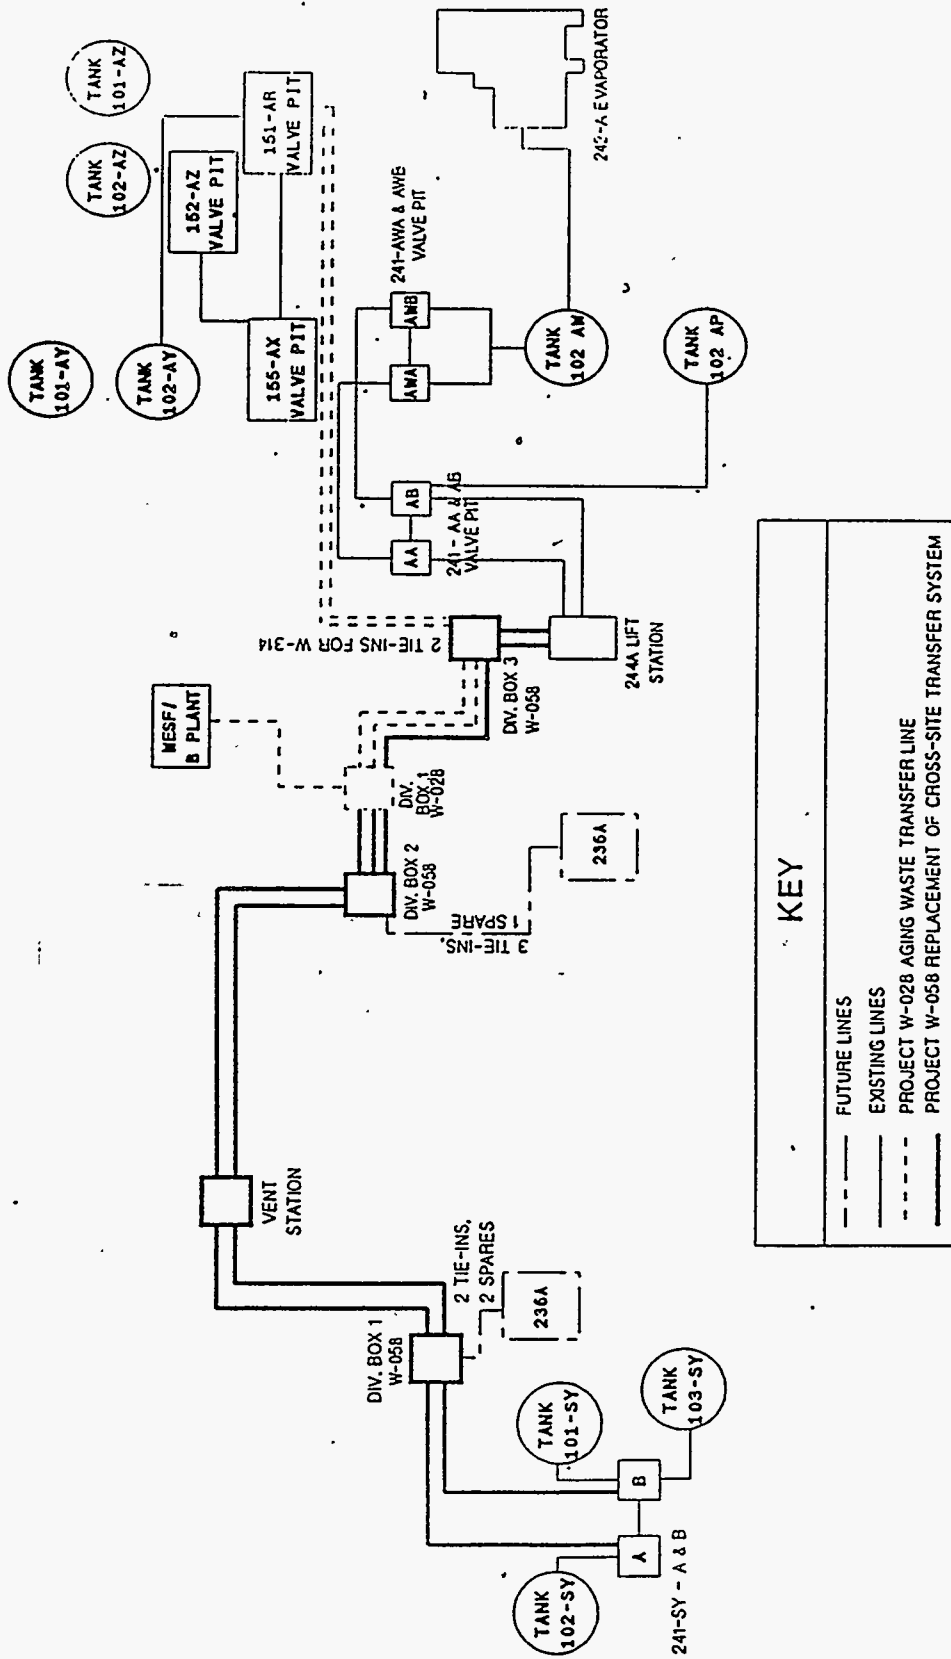 TANK
101-AY
TANK
102-AY
TANK
102-AZ
TANK
101-AZ
152-AZ
VALVE PIT
151-AR
VALVE PIT
155-AX
VALVE PIT
WESF/
B PLANT
2 TIE-INS FOR W-314
241-AWA & AWB
VALVE PIT
AWA
AWB
AA
AB
241 - AA & AB
VALVE PIT
TANK
102 AW
TANK
102 AP
242-A EVAPORATOR
244A LIFT
STATION
DIV. BOX 3
W-058
DIV.
BOX 1
W-028
DIV. BOX 2
W-058
3 TIE-INS,
1 SPARE
236A
VENT
STATION
DIV. BOX 1
W-058
2 TIE-INS,
2 SPARES
236A
TANK
102-SY
TANK
101-SY
TANK
103-SY
A
B
241-SY - A & B
KEY
FUTURE LINES
EXISTING LINES
PROJECT W-028 AGING WASTE TRANSFER LINE
PROJECT W-058 REPLACEMENT OF CROSS-SITE TRANSFER SYSTEM